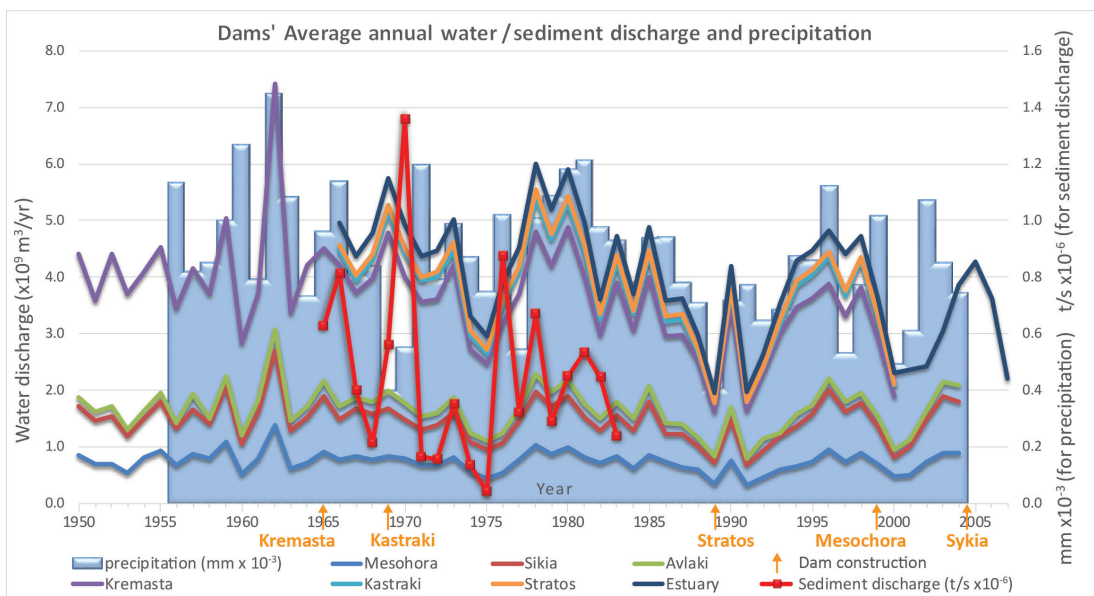 Dams' Average annual water / sediment discharge and precipitation
Water discharge (x10⁹ m³/yr)
8.0
7.0
6.0
5.0
4.0
3.0
2.0
1.0
0.0
1.6
1.4
1.2
1.0
0.8
0.6
0.4
0.2
0.0
mm x10⁻³ (for precipitation) t/s x10⁻⁶ (for sediment discharge)
Year
1950 1955 1960 1965 1970 1975 1980 1985 1990 1995 2000 2005
Kremasta Kastraki Stratos Mesochora Sykia
precipitation (mm x 10⁻³) Mesohora Sikia Avlaki Dam construction
Kremasta Kastraki Stratos Estuary Sediment discharge (t/s x10⁻⁶)